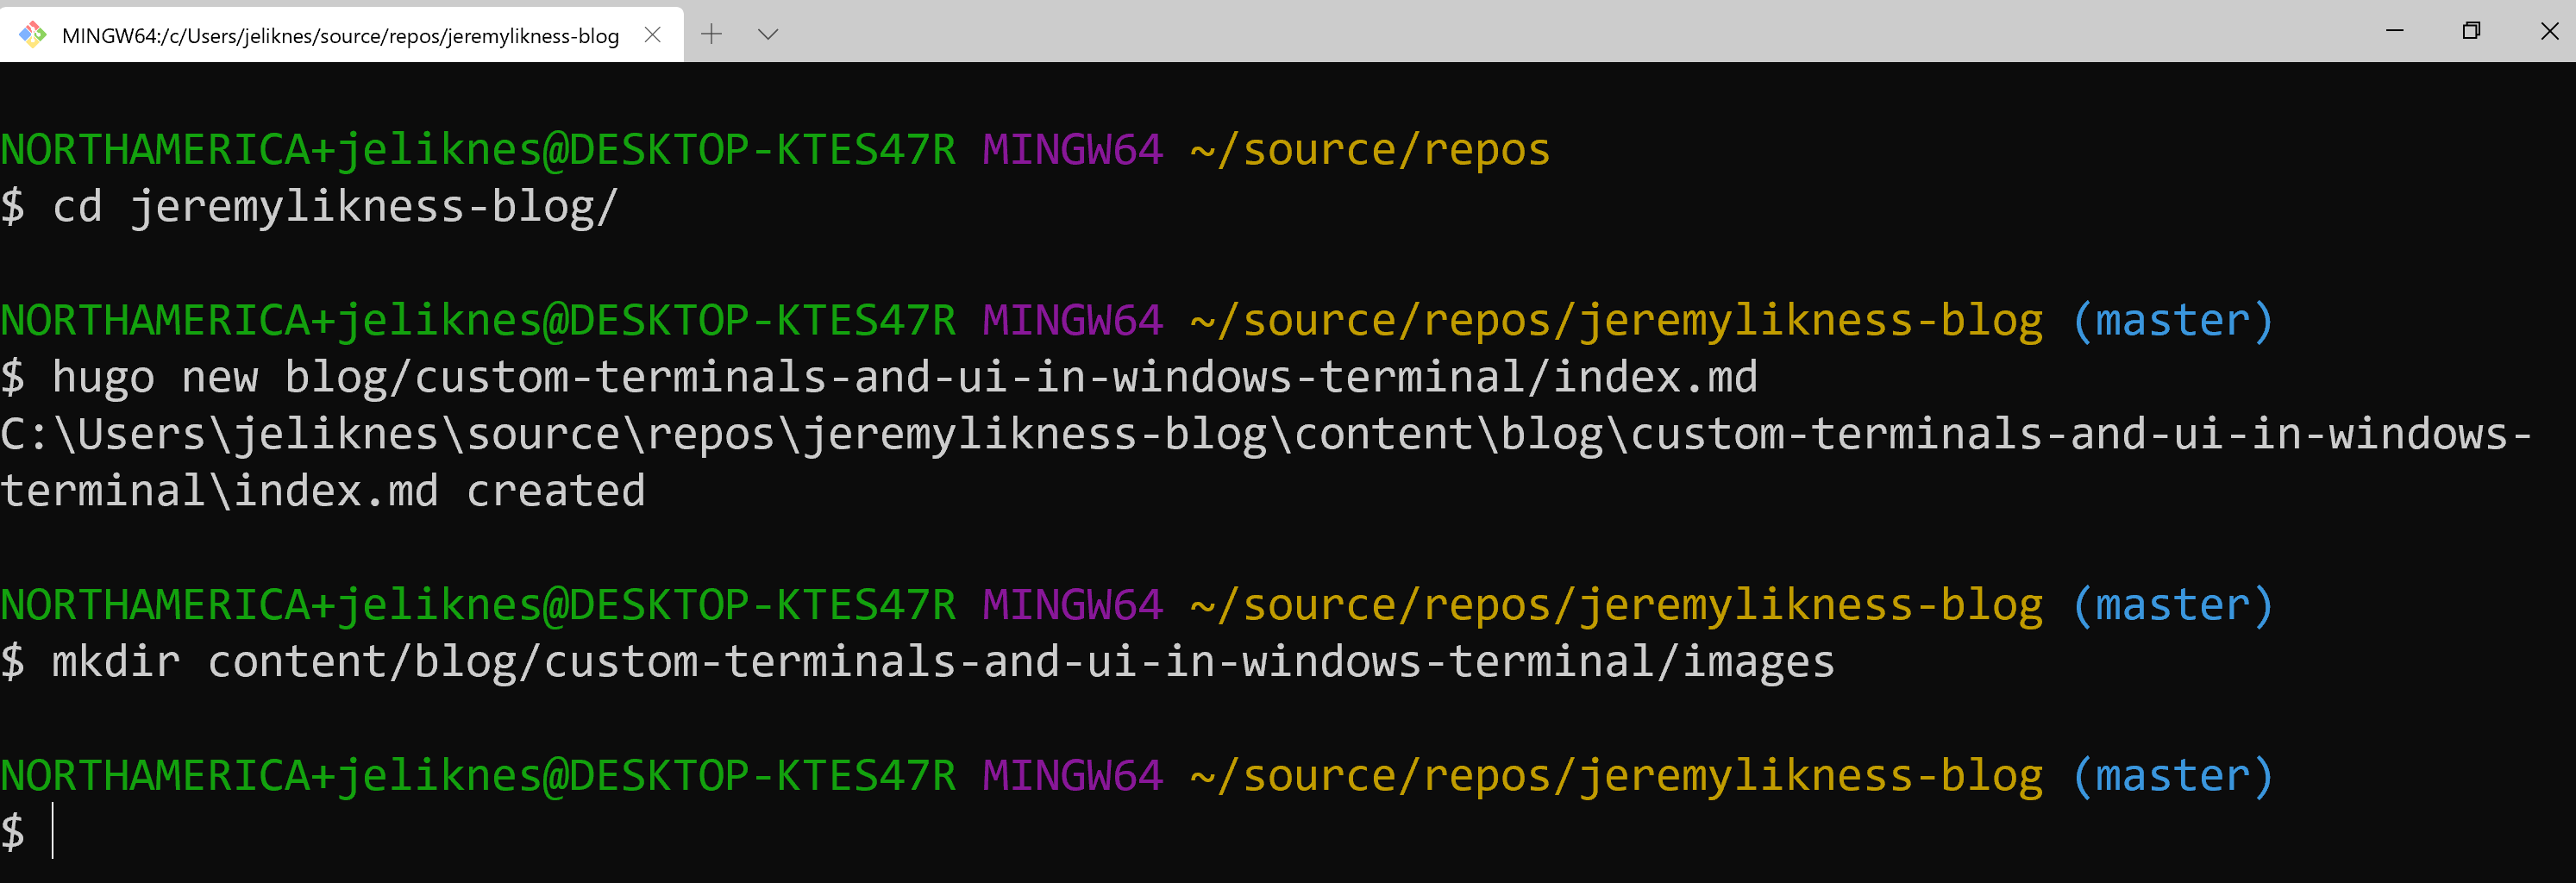 MINGW64:/c/Users/jeliknes/source/repos/jeremylikness-blog
NORTHAMERICA+jeliknes@DESKTOP-KTES47R MINGW64 ~/source/repos
$ cd jeremylikness-blog/
NORTHAMERICA+jeliknes@DESKTOP-KTES47R MINGW64 ~/source/repos/jeremylikness-blog (master)
$ hugo new blog/custom-terminals-and-ui-in-windows-terminal/index.md
C:\Users\jeliknes\source\repos\jeremylikness-blog\content\blog\custom-terminals-and-ui-in-windows-
terminal\index.md created
NORTHAMERICA+jeliknes@DESKTOP-KTES47R MINGW64 ~/source/repos/jeremylikness-blog (master)
$ mkdir content/blog/custom-terminals-and-ui-in-windows-terminal/images
NORTHAMERICA+jeliknes@DESKTOP-KTES47R MINGW64 ~/source/repos/jeremylikness-blog (master)
$